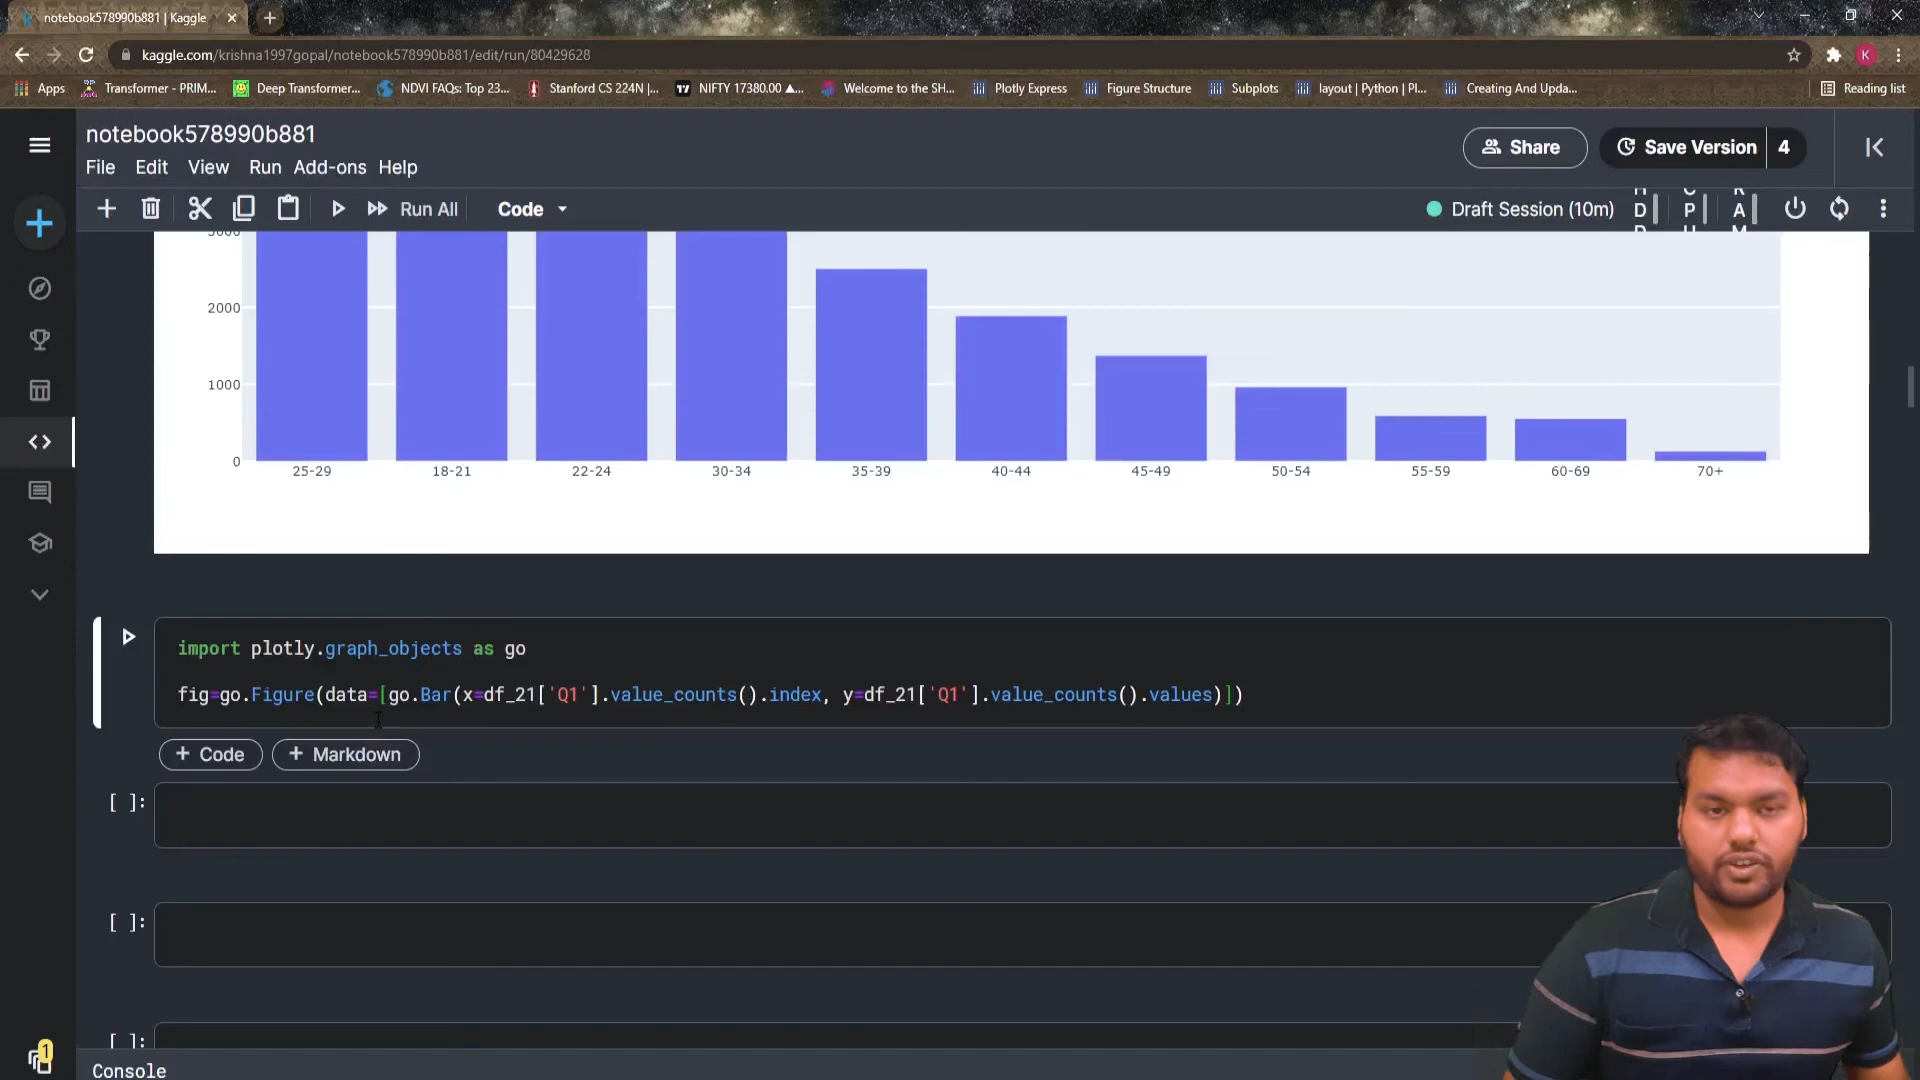 notebook578990b881 | Kaggle
kaggle.com/krishna1997gopal/notebook578990b881/edit/run/80429628
K
Apps
Transformer - PRIM...
Deep Transformer...
NDVI FAQs: Top 23...
Stanford CS 224N |...
NIFTY 17380.00 ▲...
Welcome to the SH...
Plotly Express
Figure Structure
Subplots
layout | Python | Pl...
Creating And Upda...
Reading list
notebook578990b881
Share
Save Version
4
File Edit View Run Add-ons Help
Run All
Code
Draft Session (10m)
2000
1000
0
25-29 18-21 22-24 30-34 35-39 40-44 45-49 50-54 55-59 60-69 70+
import plotly.graph_objects as go
fig=go.Figure(data=[go.Bar(x=df_21['Q1'].value_counts().index, y=df_21['Q1'].value_counts().values)])
+ Code
+ Markdown
[ ]:
[ ]:
[ ]:
1
Console